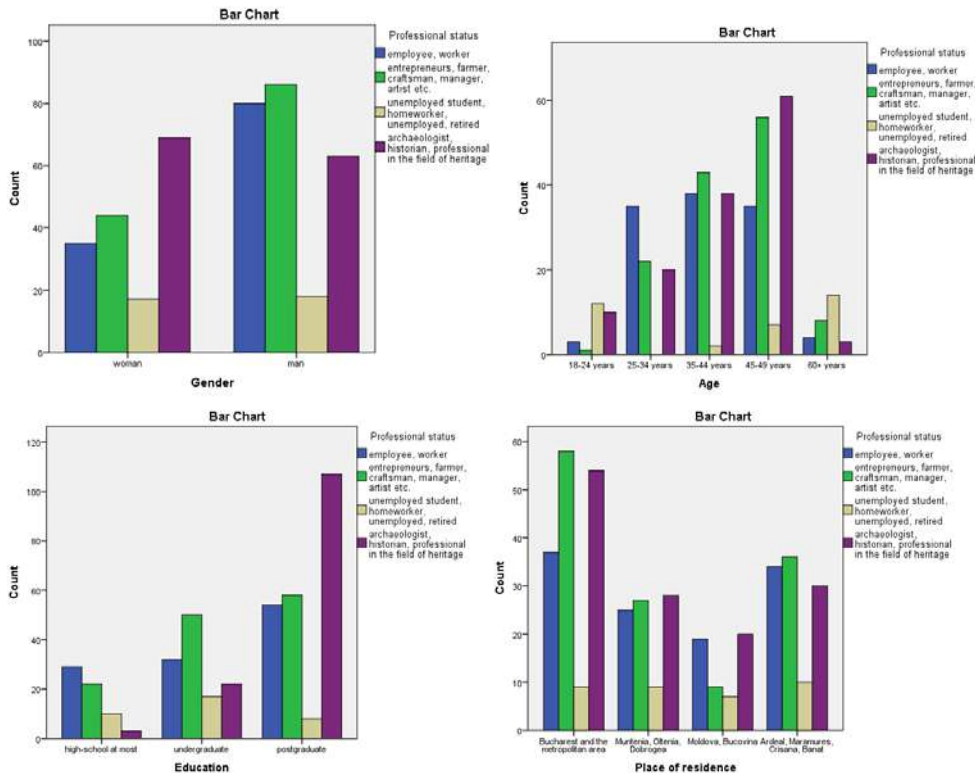 Bar Chart
Professional status
employee, worker
entrepreneurs, farmer,
craftsman, manager,
artist etc.
unemployed student,
homeworker,
unemployed, retired
archaeologist,
historian, professional
in the field of heritage
Count
100
80
60
40
20
0
woman
man
Gender
Bar Chart
Professional status
employee, worker
entrepreneurs, farmer,
craftsman, manager,
artist etc.
unemployed student,
homeworker,
unemployed, retired
archaeologist,
historian, professional
in the field of heritage
Count
60
40
20
0
18-24 years
25-34 years
35-44 years
45-49 years
60+ years
Age
Bar Chart
Professional status
employee, worker
entrepreneurs, farmer,
craftsman, manager,
artist etc.
unemployed student,
homeworker,
unemployed, retired
archaeologist,
historian, professional
in the field of heritage
Count
120
100
80
60
40
20
0
high-school at most
undergraduate
postgraduate
Education
Bar Chart
Professional status
employee, worker
entrepreneurs, farmer,
craftsman, manager,
artist etc.
unemployed student,
homeworker,
unemployed, retired
archaeologist,
historian, professional
in the field of heritage
Count
60
50
40
30
20
10
0
Bucharest and the
metropolitan area
Muntenia, Oltenia,
Dobrogea
Moldova, Bucovina
Ardeal, Maramures,
Crisana, Banat
Place of residence